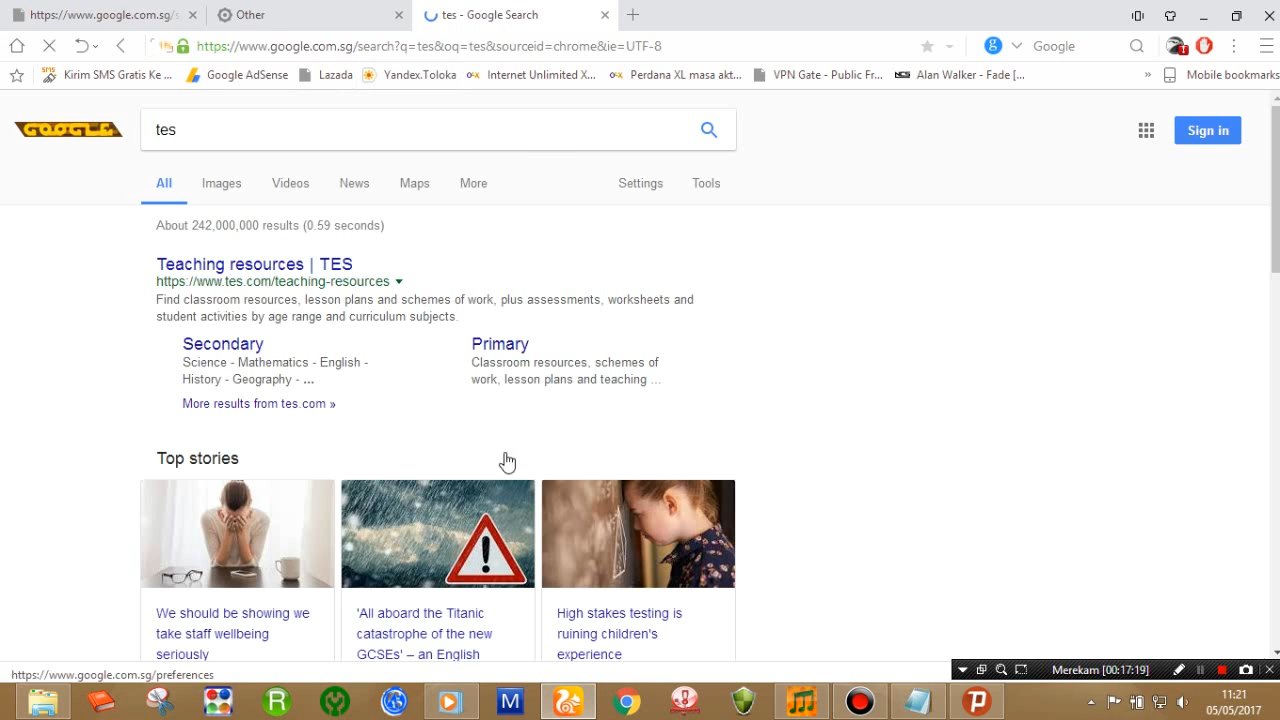 https://www.google.com.sg/s
Other
tes - Google Search
https://www.google.com.sg/search?q=tes&oq=tes&sourceid=chrome&ie=UTF-8
Google
1
Kirim SMS Gratis Ke ...
Google AdSense
Lazada
Yandex.Toloka
Internet Unlimited X...
Perdana XL masa akt...
VPN Gate - Public Fr...
Alan Walker - Fade [...
»
Mobile bookmarks
GOOGLE
tes
Sign in
All
Images
Videos
News
Maps
More
Settings
Tools
About 242,000,000 results (0.59 seconds)
Teaching resources | TES
https://www.tes.com/teaching-resources
Find classroom resources, lesson plans and schemes of work, plus assessments, worksheets and
student activities by age range and curriculum subjects.
Secondary
Science - Mathematics - English -
History - Geography - ...
Primary
Classroom resources, schemes of
work, lesson plans and teaching ...
More results from tes.com »
Top stories
We should be showing we
take staff wellbeing
seriously
'All aboard the Titanic
catastrophe of the new
GCSEs' – an English
High stakes testing is
ruining children's
experience
https://www.google.com.sg/preferences
Merekam [00:17:19]
11:21
05/05/2017